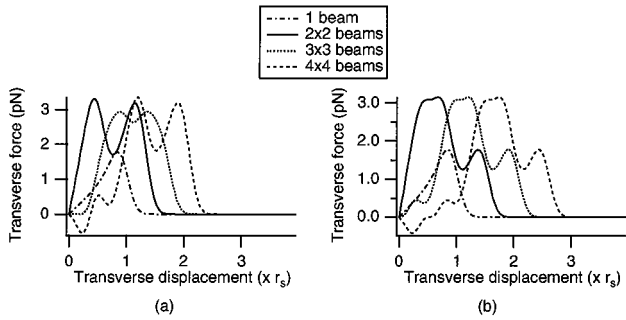 1 beam
2x2 beams
3x3 beams
4x4 beams
Transverse force (pN)
3
2
1
0
0 1 2 3
Transverse displacement (x rs)
(a)
Transverse force (pN)
3.0
2.0
1.0
0.0
0 1 2 3
Transverse displacement (x rs)
(b)